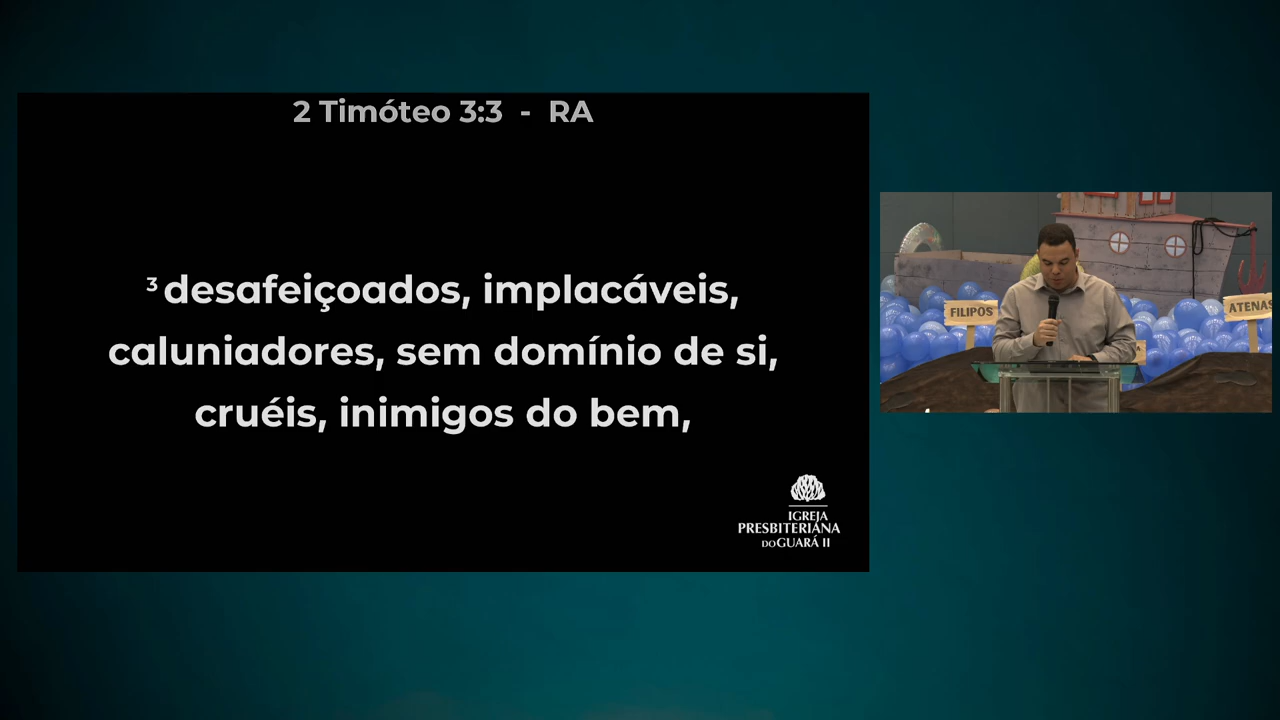 2 Timóteo 3:3 - RA
³ desafeiçoados, implacáveis,
caluniadores, sem domínio de si,
cruéis, inimigos do bem,
IGREJA
PRESBITERIANA
DO GUARÁ II
FILIPOS
ATENAS